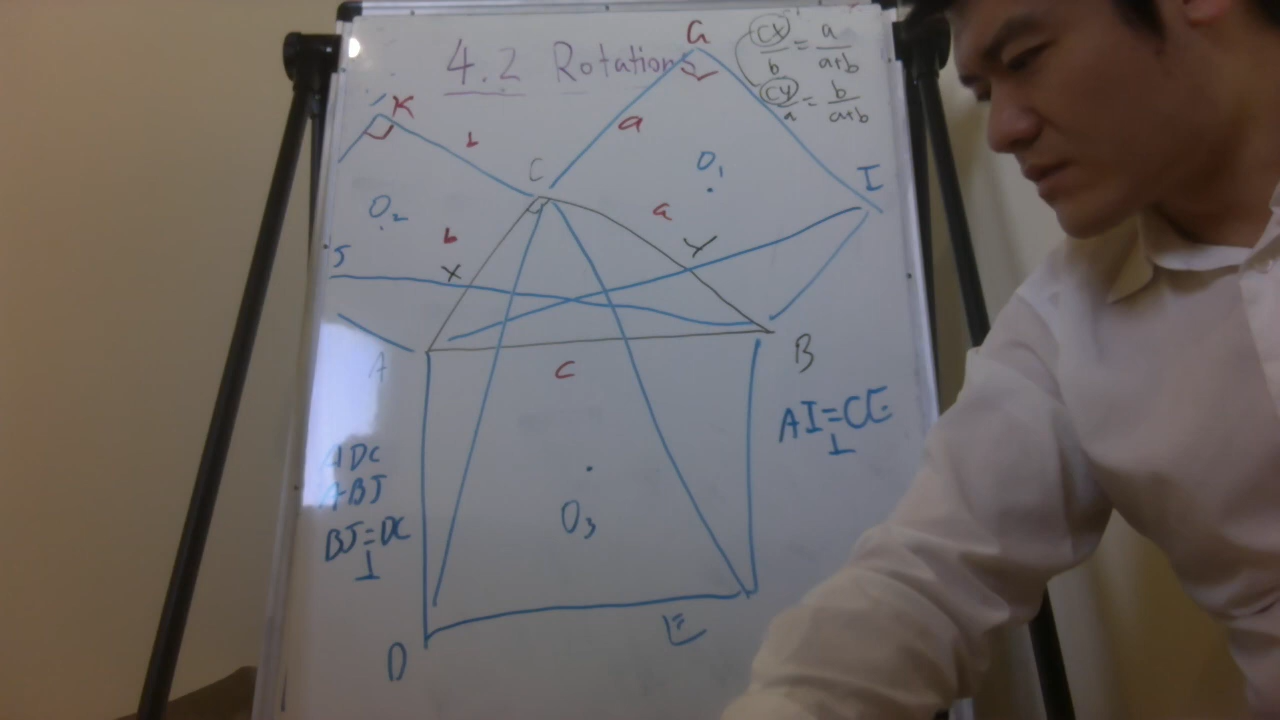 4.2 Rotations
G
CX/b = a/a+b
CY/a = b/a+b
K
b
a
C
O₁
I
O₂
b
a
J
X
Y
A
c
B
AI=CE
⊥
ADC
ABJ
BJ=DC
⊥
O₃
E
D